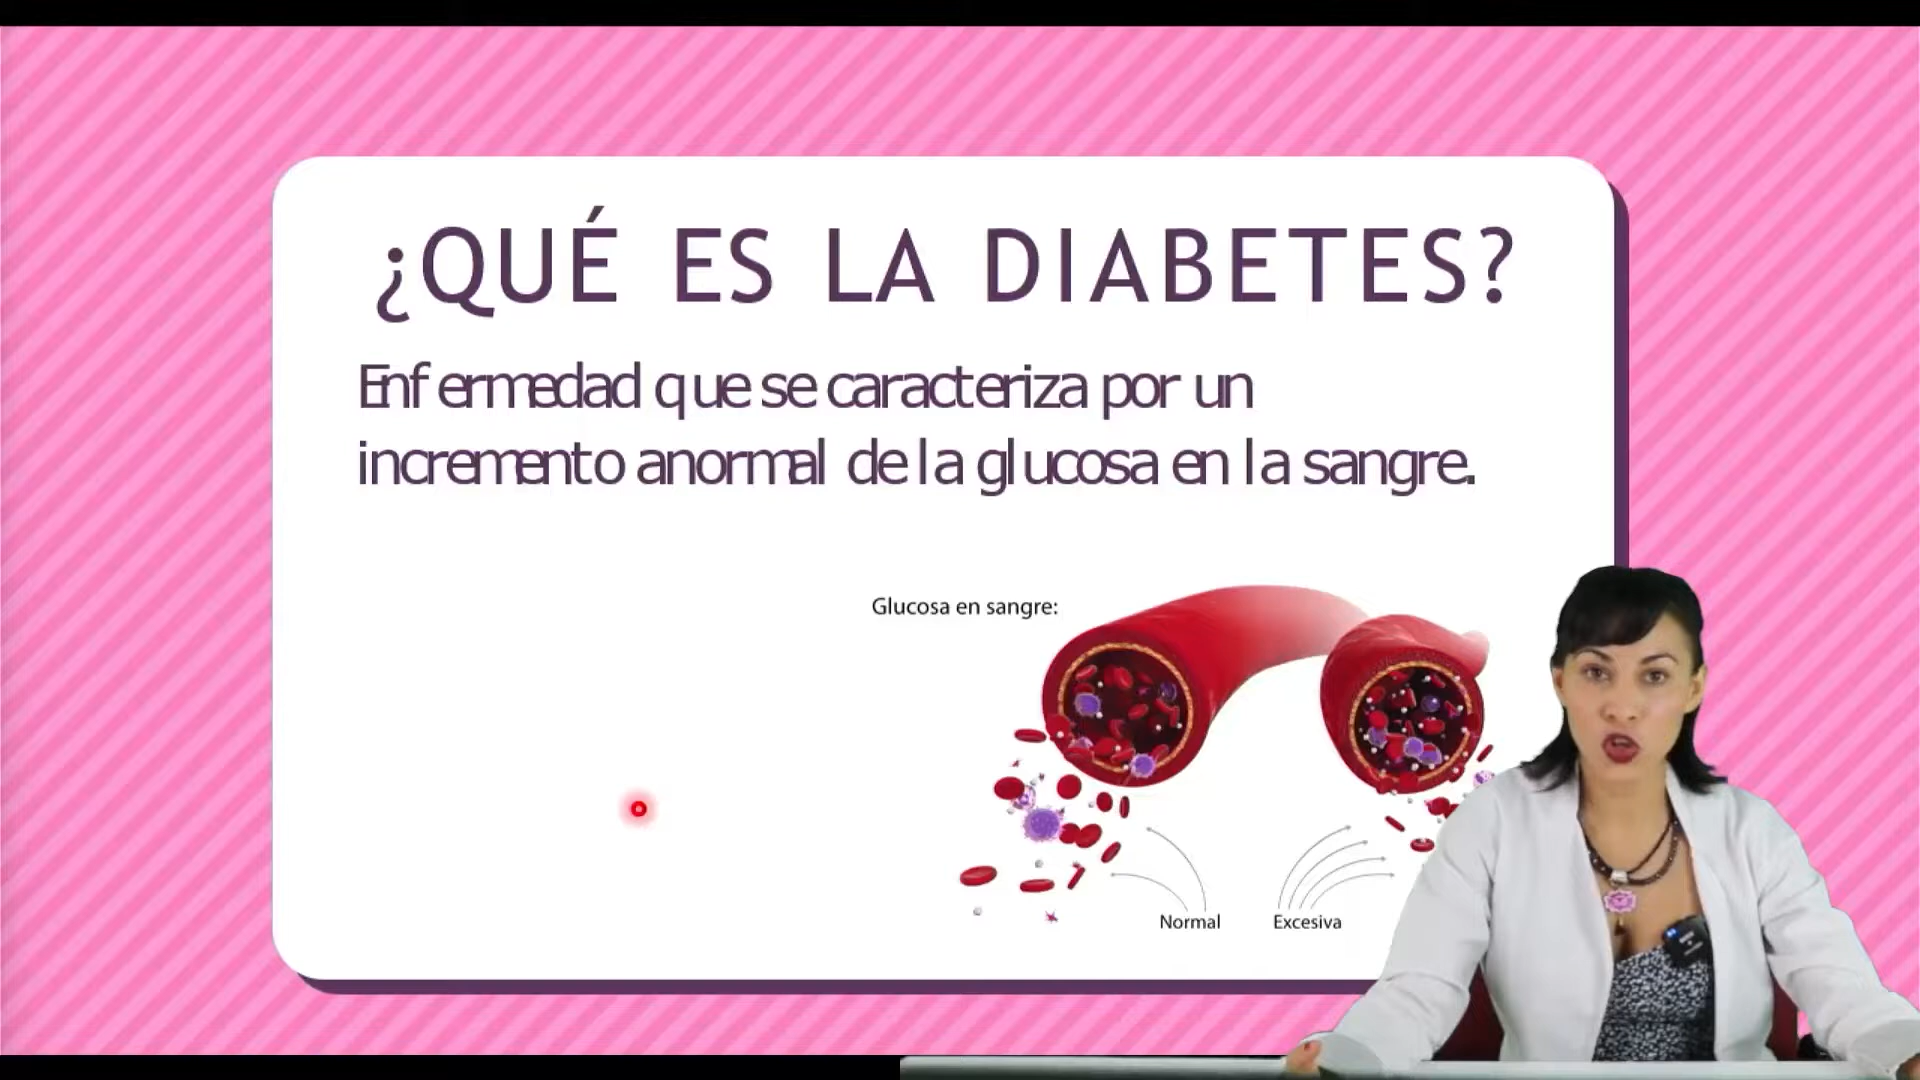 ¿QUÉ ES LA DIABETES?
Enfermedad que se caracteriza por un
incremento anormal de la glucosa en la sangre.
Glucosa en sangre:
Normal
Excesiva